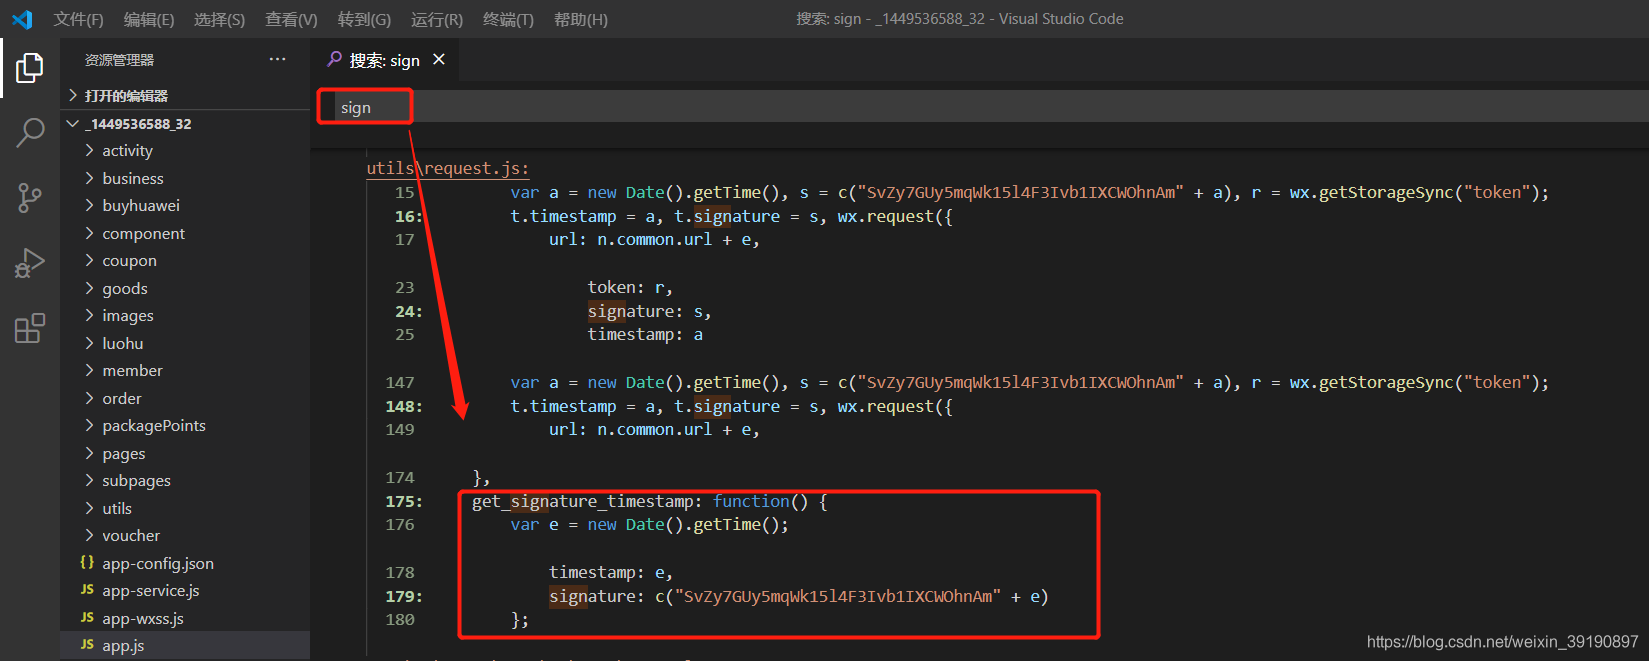 文件(F) 编辑(E) 选择(S) 查看(V) 转到(G) 运行(R) 终端(T) 帮助(H) 搜索: sign - _1449536588_32 - Visual Studio Code
资源管理器 ···
打开的编辑器
_1449536588_32
activity
business
buyhuawei
component
coupon
goods
images
luohu
member
order
packagePoints
pages
subpages
utils
voucher
{} app-config.json
JS app-service.js
JS app-wxss.js
JS app.js
搜索: sign ×
sign
utils\request.js:
15 var a = new Date().getTime(), s = c("SvZy7GUy5mqWk15l4F3Ivb1IXCWOhnAm" + a), r = wx.getStorageSync("token");
16: t.timestamp = a, t.signature = s, wx.request({
17 url: n.common.url + e,
23 token: r,
24: signature: s,
25 timestamp: a
147 var a = new Date().getTime(), s = c("SvZy7GUy5mqWk15l4F3Ivb1IXCWOhnAm" + a), r = wx.getStorageSync("token");
148: t.timestamp = a, t.signature = s, wx.request({
149 url: n.common.url + e,
174 },
175: get_signature_timestamp: function() {
176 var e = new Date().getTime();
178 timestamp: e,
179: signature: c("SvZy7GUy5mqWk15l4F3Ivb1IXCWOhnAm" + e)
180 };
https://blog.csdn.net/weixin_39190897